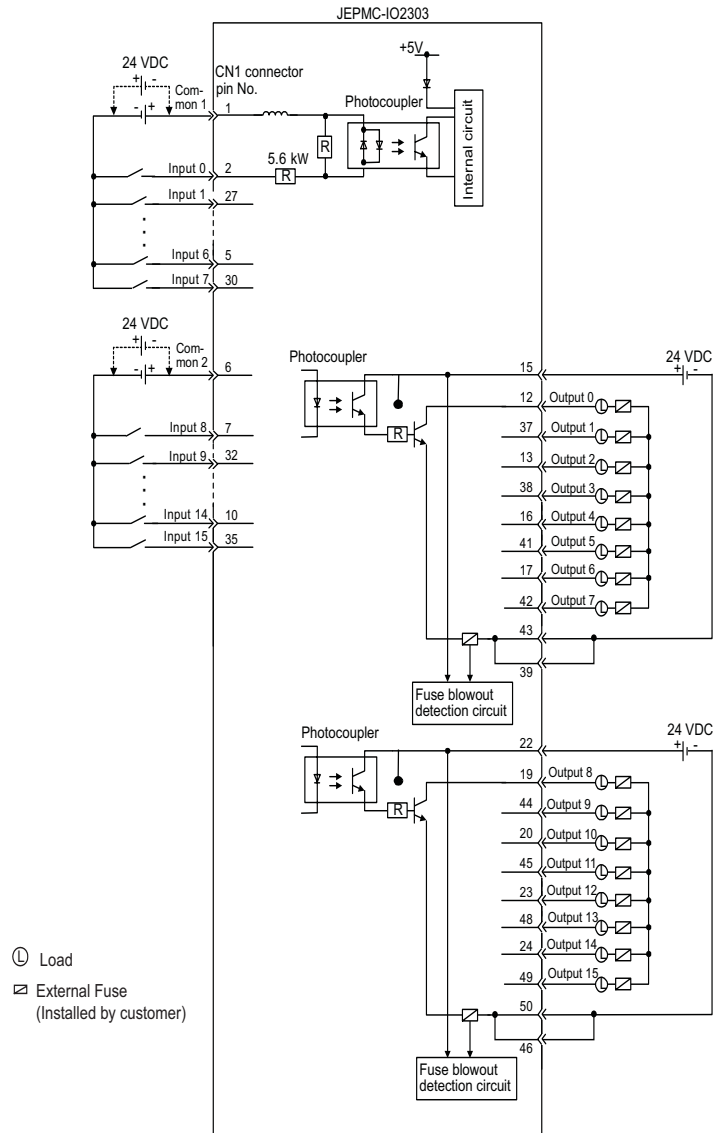 JEPMC-IO2303
+5V
24 VDC
+ -
CN1 connector
pin No.
Com-
mon 1
- +
1
Photocoupler
Internal circuit
R
5.6 kW
R
Input 0
2
Input 1
27
Input 6
5
Input 7
30
24 VDC
+ -
Com-
mon 2
- +
6
Input 8
7
Input 9
32
Input 14
10
Input 15
35
Photocoupler
15
24 VDC
+ -
R
12
Output 0
L
37
Output 1
L
13
Output 2
L
38
Output 3
L
16
Output 4
L
41
Output 5
L
17
Output 6
L
42
Output 7
L
43
39
Fuse blowout
detection circuit
Photocoupler
22
24 VDC
+ -
R
19
Output 8
L
44
Output 9
L
20
Output 10
L
45
Output 11
L
23
Output 12
L
48
Output 13
L
24
Output 14
L
49
Output 15
L
50
46
Fuse blowout
detection circuit
L Load
External Fuse
(Installed by customer)